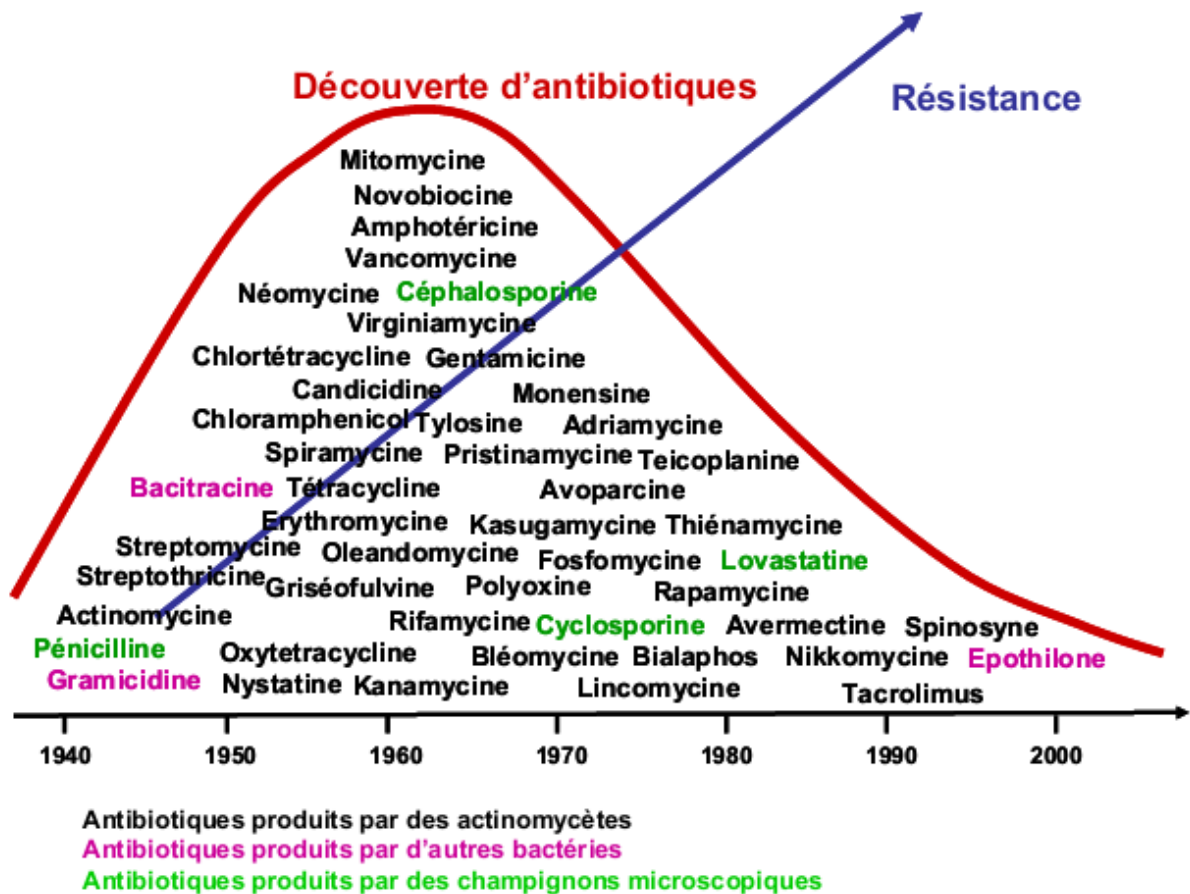 Découverte d'antibiotiques
Résistance
Mitomycine
Novobiocine
Amphotéricine
Vancomycine
Néomycine Céphalosporine
Virginiamycine
Chlortétracycline Gentamicine
Candicidine Monensine
Chloramphenicol Tylosine Adriamycine
Spiramycine Pristinamycine Teicoplanine
Bacitracine Tétracycline Avoparcine
Erythromycine Kasugamycine Thiénamycine
Streptomycine Oleandomycine Fosfomycine Lovastatine
Streptothricine Griséofulvine Polyoxine Rapamycine
Actinomycine Rifamycine Cyclosporine Avermectine Spinosyne
Pénicilline Oxytetracycline Bléomycine Bialaphos Nikkomycine Epothilone
Gramicidine Nystatine Kanamycine Lincomycine Tacrolimus
1940 1950 1960 1970 1980 1990 2000
Antibiotiques produits par des actinomycètes
Antibiotiques produits par d'autres bactéries
Antibiotiques produits par des champignons microscopiques